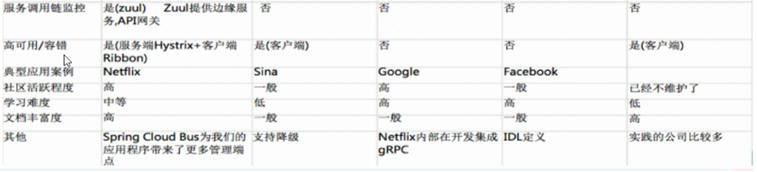 服务调用链监控 是(zuul) Zuul提供边缘服务,API网关 否 否 否 否
高可用/容错 是(服务端Hystrix+客户端Ribbon) 是(客户端) 否 否 是(客户端)
典型应用案例 Netflix Sina Google Facebook
社区活跃程度 高 一般 高 一般 已经不维护了
学习难度 中等 低 高 高 低
文档丰富度 高 一般 一般 一般 高
其他 Spring Cloud Bus为我们的应用程序带来了更多管理端点 支持降级 Netflix内部在开发集成gRPC IDL定义 实践的公司比较多